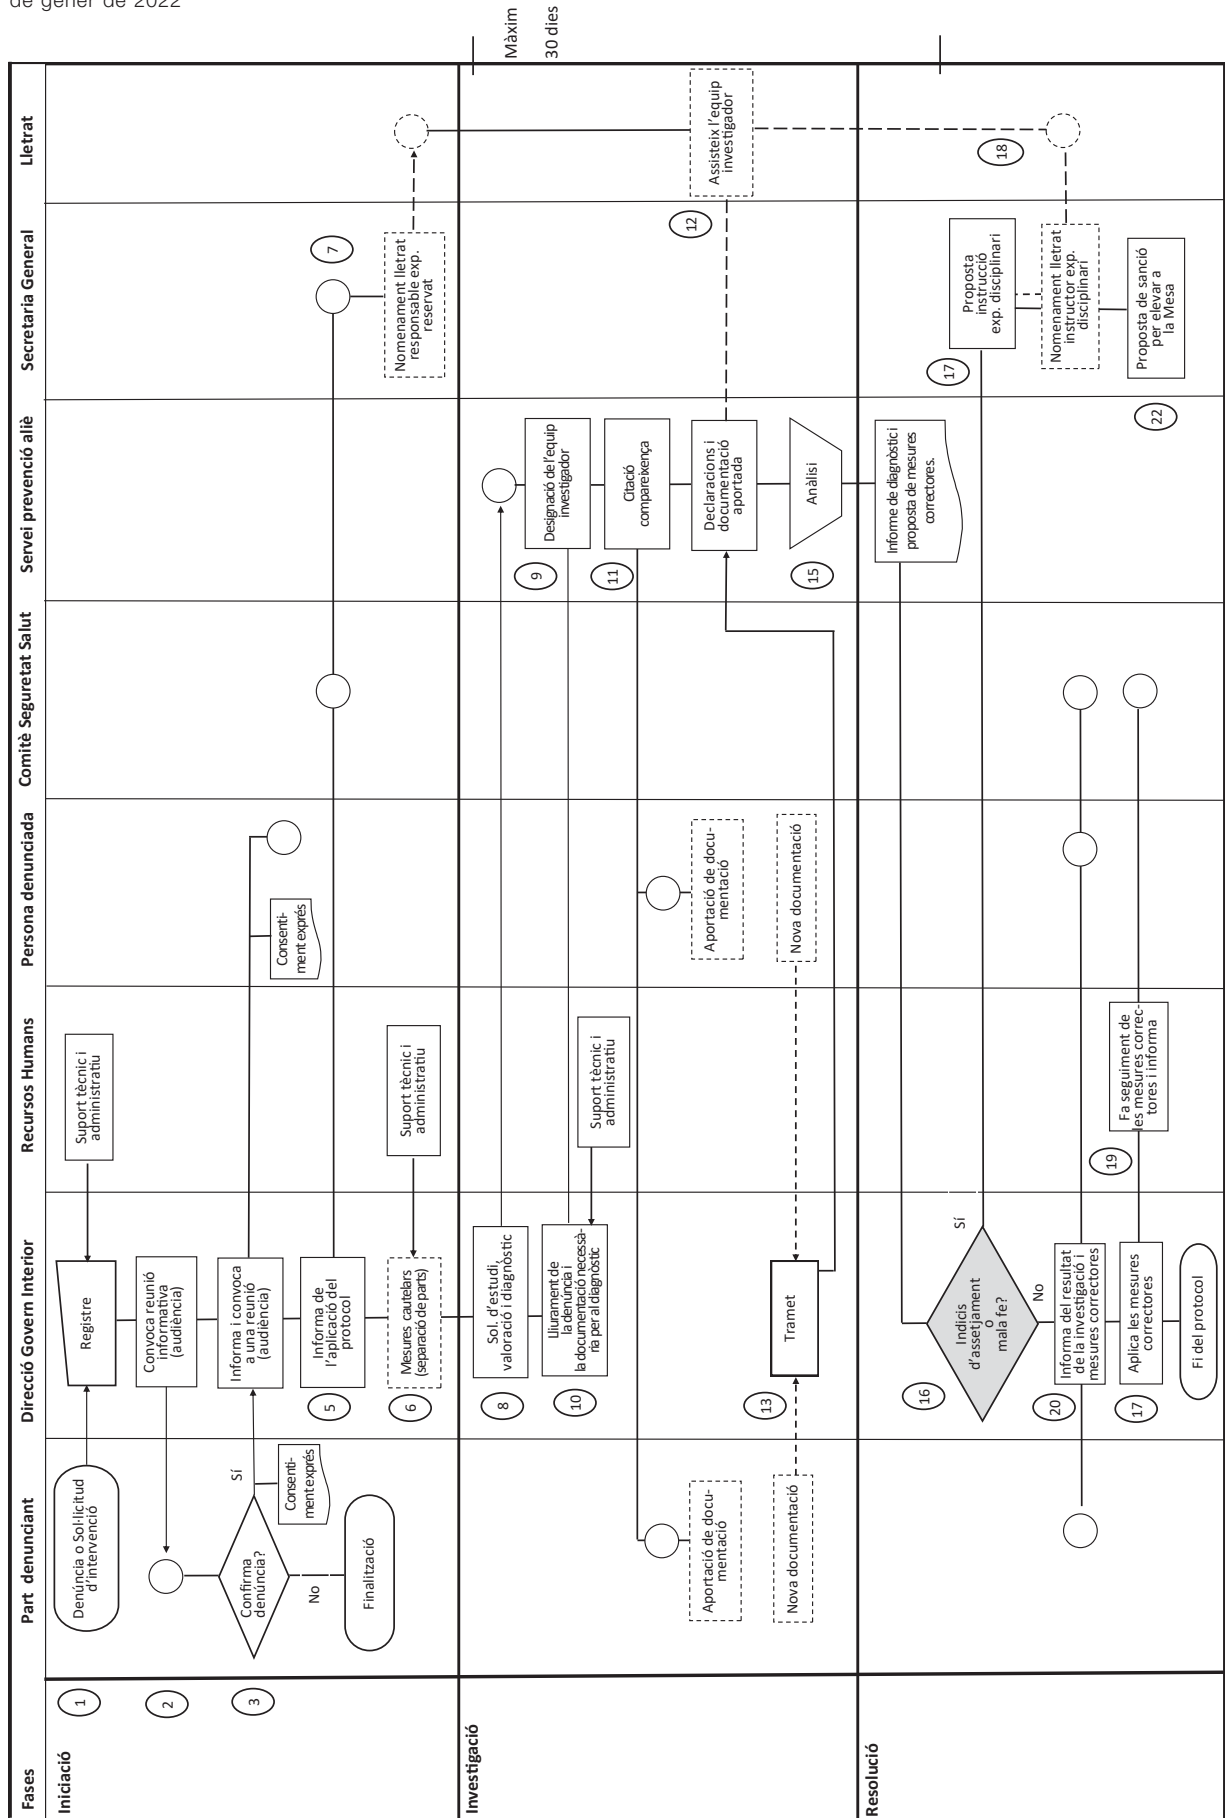 de gener de 2022
Fases
Part denunciant
Direcció Govern Interior
Recursos Humans
Persona denunciada
Comitè Seguretat Salut
Servei prevenció aliè
Secretaria General
Lletrat
Iniciació
1
Denúncia o Sol·licitud
d'intervenció
Registre
Suport tècnic i
administratiu
2
Convoca reunió
informativa
(audiència)
3
Confirma
denúncia?
Sí
Consenti-
ment exprés
No
Finalització
Informa i convoca
a una reunió
(audiència)
Consenti-
ment exprés
5
Informa de
l'aplicació del
protocol
7
6
Mesures cautelars
(separació de parts)
Suport tècnic i
administratiu
Nomenament lletrat
responsable exp.
reservat
Investigació
Màxim
30 dies
8
Sol. d'estudi,
valoració i diagnòstic
9
Designació de l'equip
investigador
10
Lliurament de
la denúncia i
la documentació necessà-
ria per al diagnòstic
Suport tècnic i
administratiu
11
Citació
compareixença
Aportació de docu-
mentació
Aportació de docu-
mentació
Declaracions i
documentació
aportada
12
Assisteix l'equip
investigador
13
Nova documentació
Tramet
Nova documentació
15
Anàlisi
Resolució
Informe de diagnòstic i
proposta de mesures
correctores.
16
Indicis
d'assetjament
o
mala fe?
Sí
No
17
Proposta
instrucció
exp. disciplinari
18
Nomenament lletrat
instructor exp.
disciplinari
20
Informa del resultat
de la investigació i
mesures correctores
19
Fa seguiment de
les mesures correc-
tores i informa
17
Aplica les mesures
correctores
22
Proposta de sanció
per elevar a
la Mesa
Fi del protocol